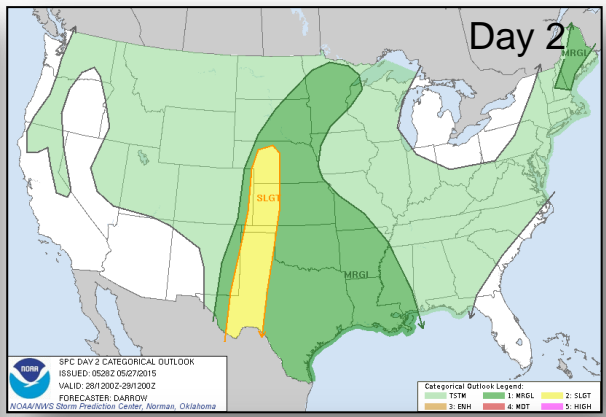 Day 2
MRGL
SLGT
MRGL
NOAA
SPC DAY 2 CATEGORICAL OUTLOOK
ISSUED: 0528Z 05/27/2015
VALID: 28/1200Z-29/1200Z
FORECASTER: DARROW
NOAA/NWS Storm Prediction Center, Norman, Oklahoma
Categorical Outlook Legend:
TSTM 1: MRGL 2: SLGT
3: ENH 4: MDT 5: HIGH